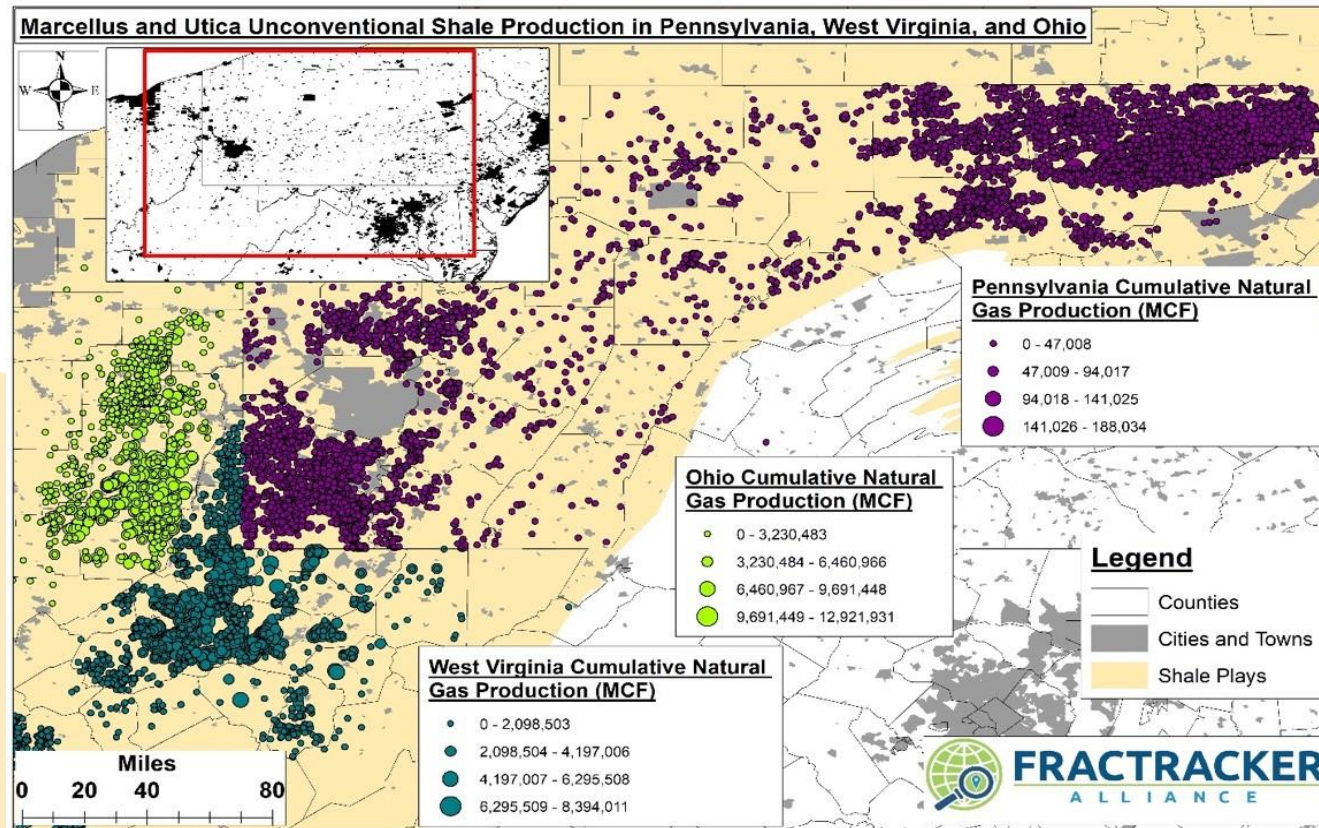 Marcellus and Utica Unconventional Shale Production in Pennsylvania, West Virginia, and Ohio
N
W E
S
Pennsylvania Cumulative Natural
Gas Production (MCF)
0 - 47,008
47,009 - 94,017
94,018 - 141,025
141,026 - 188,034
Ohio Cumulative Natural
Gas Production (MCF)
0 - 3,230,483
3,230,484 - 6,460,966
6,460,967 - 9,691,448
9,691,449 - 12,921,931
West Virginia Cumulative Natural
Gas Production (MCF)
0 - 2,098,503
2,098,504 - 4,197,006
4,197,007 - 6,295,508
6,295,509 - 8,394,011
Legend
Counties
Cities and Towns
Shale Plays
Miles
0 20 40 80
FRACTRACKER
ALLIANCE